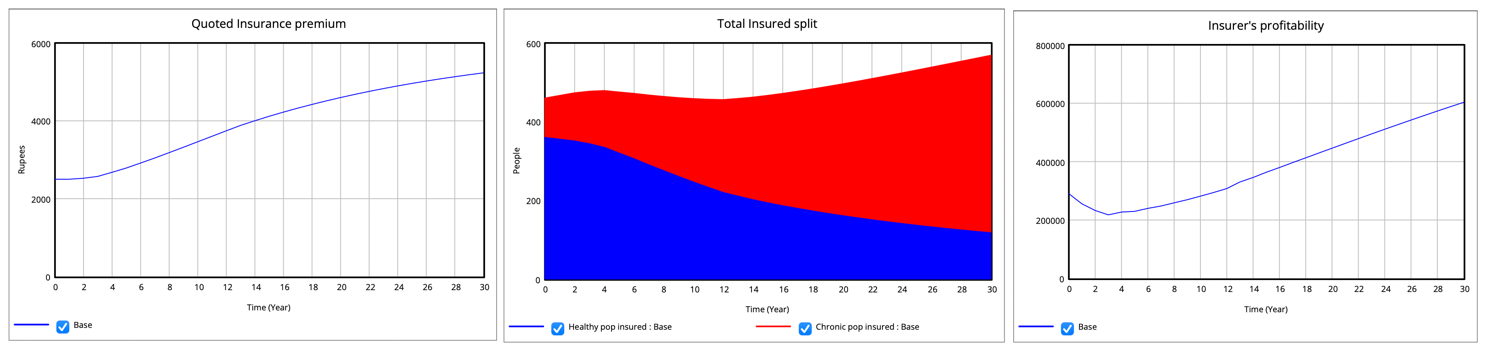 Quoted Insurance premium
6000
4000
2000
0
Rupees
0 2 4 6 8 10 12 14 16 18 20 22 24 26 28 30
Time (Year)
Base
Total Insured split
600
400
200
0
People
0 2 4 6 8 10 12 14 16 18 20 22 24 26 28 30
Time (Year)
Healthy pop insured : Base Chronic pop insured : Base
Insurer's profitability
800000
600000
400000
200000
0
0 2 4 6 8 10 12 14 16 18 20 22 24 26 28 30
Time (Year)
Base